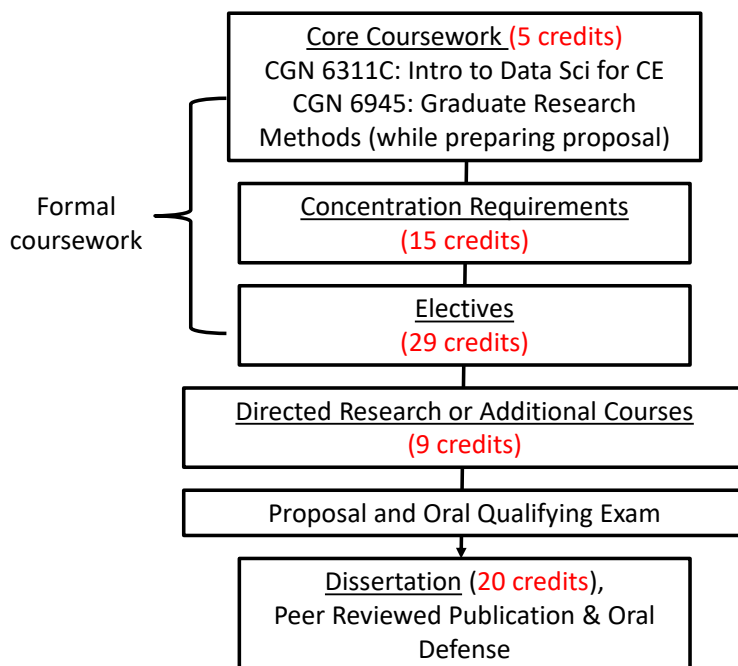 Core Coursework (5 credits)
CGN 6311C: Intro to Data Sci for CE
CGN 6945: Graduate Research
Methods (while preparing proposal)
Formal
coursework
Concentration Requirements
(15 credits)
Electives
(29 credits)
Directed Research or Additional Courses
(9 credits)
Proposal and Oral Qualifying Exam
Dissertation (20 credits),
Peer Reviewed Publication & Oral
Defense